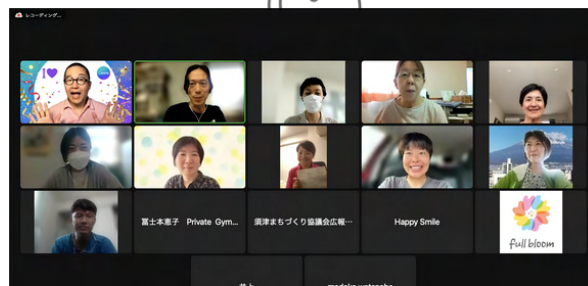 レコーディング...
I
冨士本恵子 Private Gym...
須津まちづくり協議会広報…
Happy Smile
full bloom